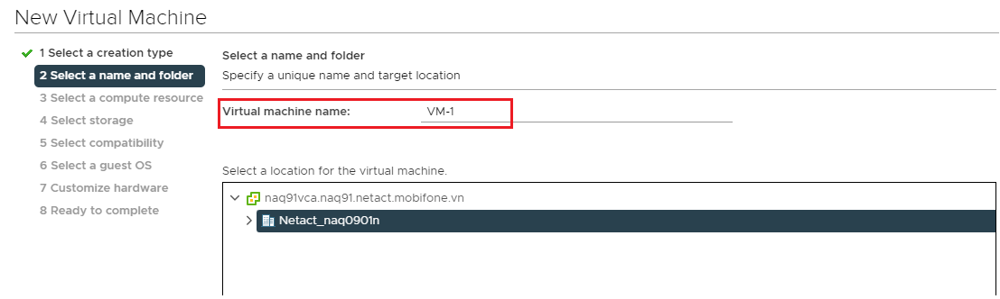 New Virtual Machine
1 Select a creation type
2 Select a name and folder
3 Select a compute resource
4 Select storage
5 Select compatibility
6 Select a guest OS
7 Customize hardware
8 Ready to complete
Select a name and folder
Specify a unique name and target location
Virtual machine name: VM-1
Select a location for the virtual machine.
naq91vca.naq91.netact.mobifone.vn
Netact_naq0901n